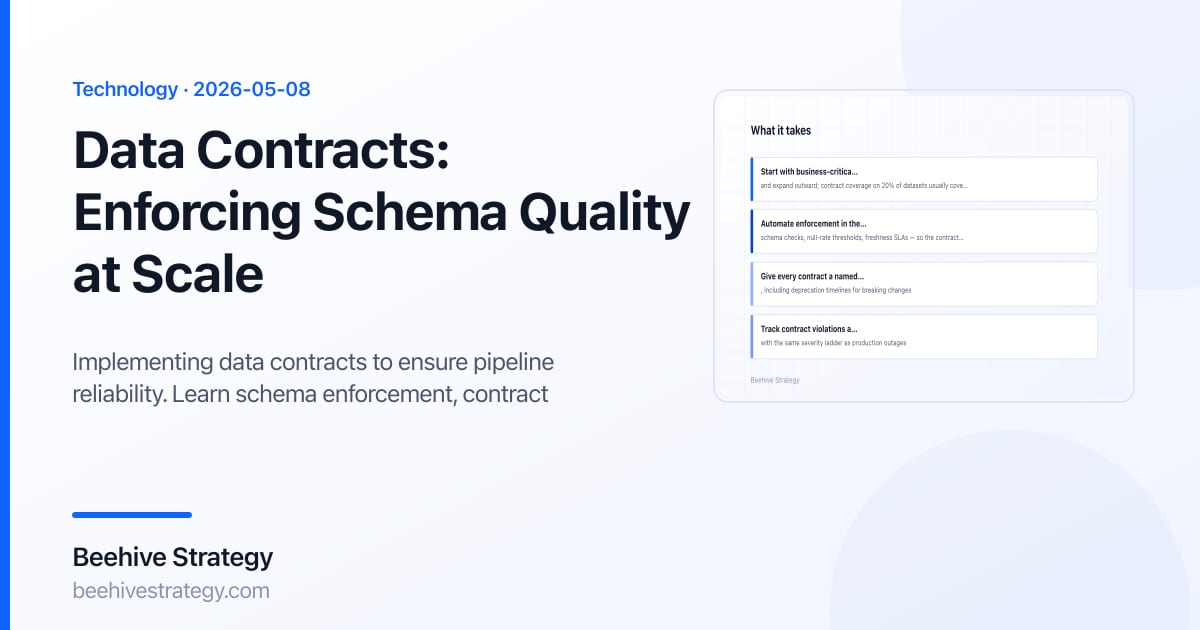 Technology · 2026-05-08
Data Contracts:
Enforcing Schema Quality
at Scale
Implementing data contracts to ensure pipeline
reliability. Learn schema enforcement, contract
Beehive Strategy
beehivestrategy.com
What it takes
Start with business-critica...
and expand outward; contract coverage on 20% of datasets usually cove...
Automate enforcement in the...
schema checks, null-rate thresholds, freshness SLAs — so the contract...
Give every contract a named...
, including deprecation timelines for breaking changes
Track contract violations a...
with the same severity ladder as production outages
Beehive Strategy